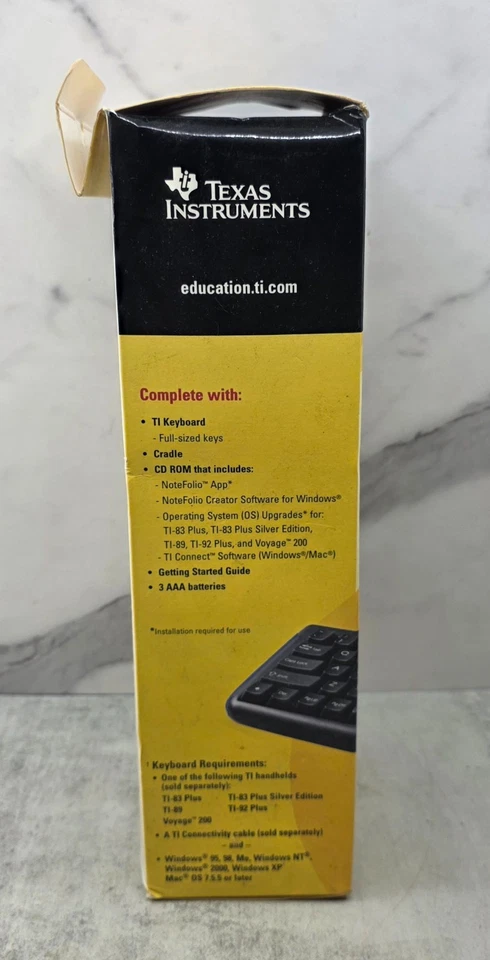 TEXAS
INSTRUMENTS
education.ti.com
Complete with:
• TI Keyboard
- Full-sized keys
• Cradle
• CD ROM that includes:
- NoteFolio™ App*
- NoteFolio Creator Software for Windows®
- Operating System (OS) Upgrades* for:
TI-83 Plus, TI-83 Plus Silver Edition,
TI-89, TI-92 Plus, and Voyage™ 200
- TI Connect™ Software (Windows®/Mac®)
• Getting Started Guide
• 3 AAA batteries
*Installation required for use
Keyboard Requirements:
• One of the following TI handhelds
(sold separately):
TI-83 Plus TI-83 Plus Silver Edition
TI-89 TI-92 Plus
Voyage™ 200
• A TI Connectivity cable (sold separately)
– and –
• Windows® 95, 98, Me, Windows NT®,
Windows® 2000, Windows XP®
Mac® OS 7.5.5 or later